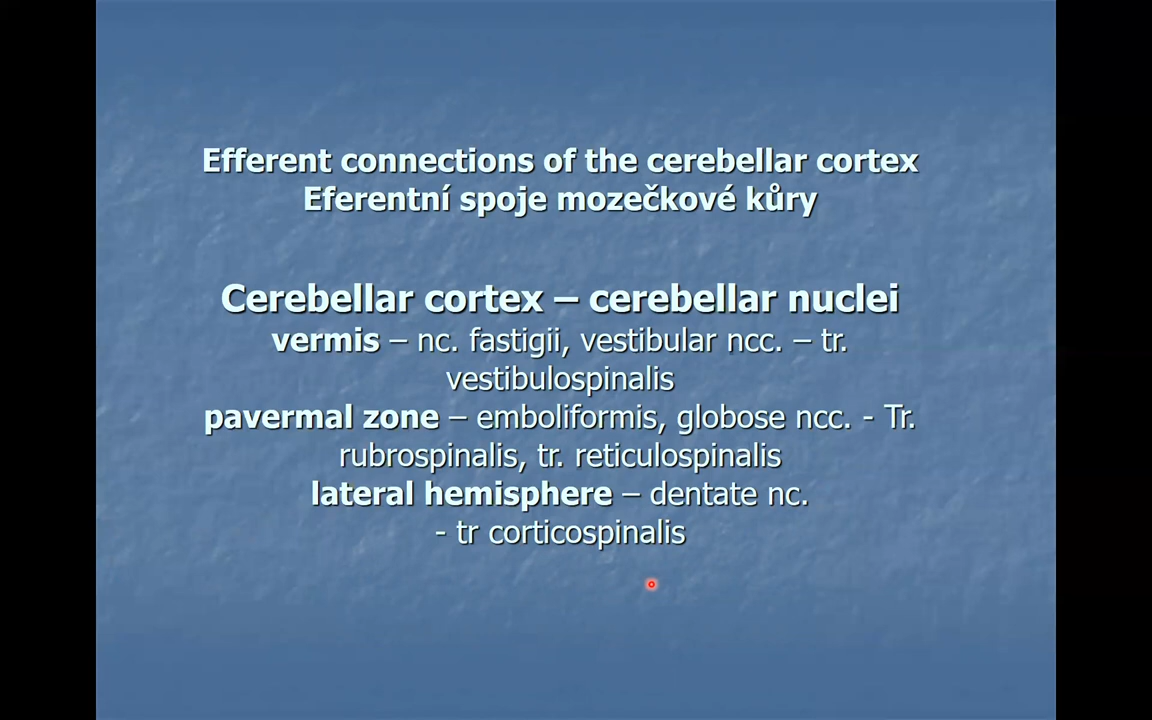 Efferent connections of the cerebellar cortex
Eferentní spoje mozečkové kůry
Cerebellar cortex – cerebellar nuclei
vermis – nc. fastigii, vestibular ncc. – tr.
vestibulospinalis
pavermal zone – emboliformis, globose ncc. - Tr.
rubrospinalis, tr. reticulospinalis
lateral hemisphere – dentate nc.
- tr corticospinalis